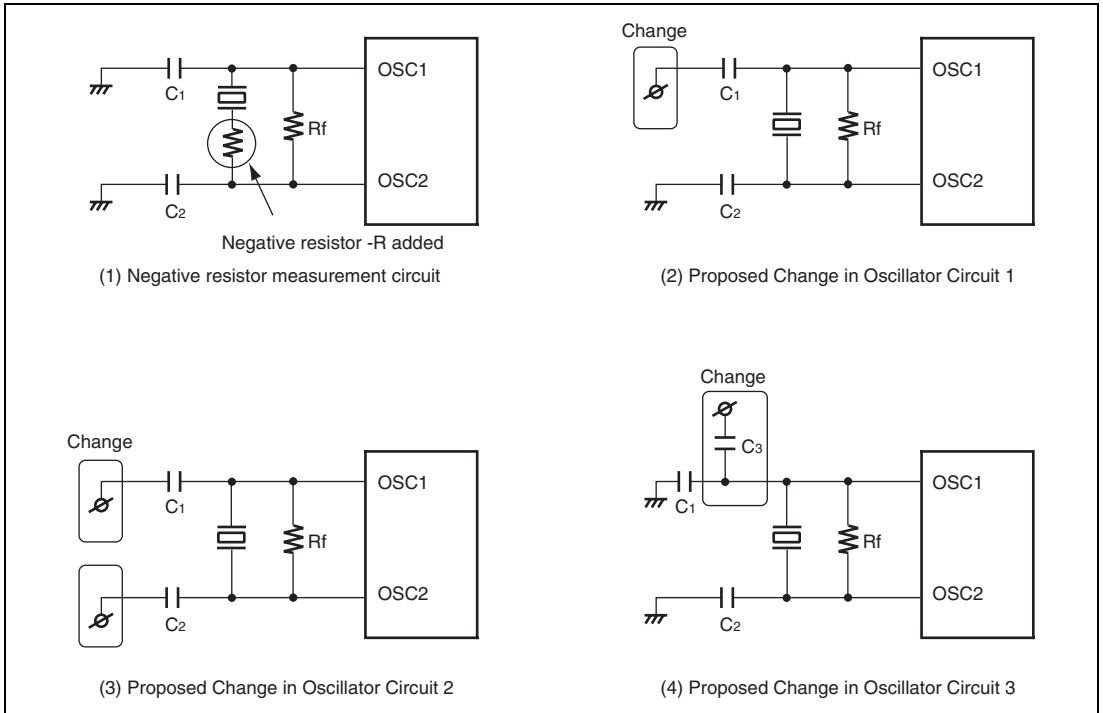 OSC1
C1
Rf
OSC2
C2
Negative resistor -R added
(1) Negative resistor measurement circuit
Change
OSC1
C1
Rf
OSC2
C2
(2) Proposed Change in Oscillator Circuit 1
Change
OSC1
C1
Rf
OSC2
C2
(3) Proposed Change in Oscillator Circuit 2
Change
C3
OSC1
C1
Rf
OSC2
C2
(4) Proposed Change in Oscillator Circuit 3